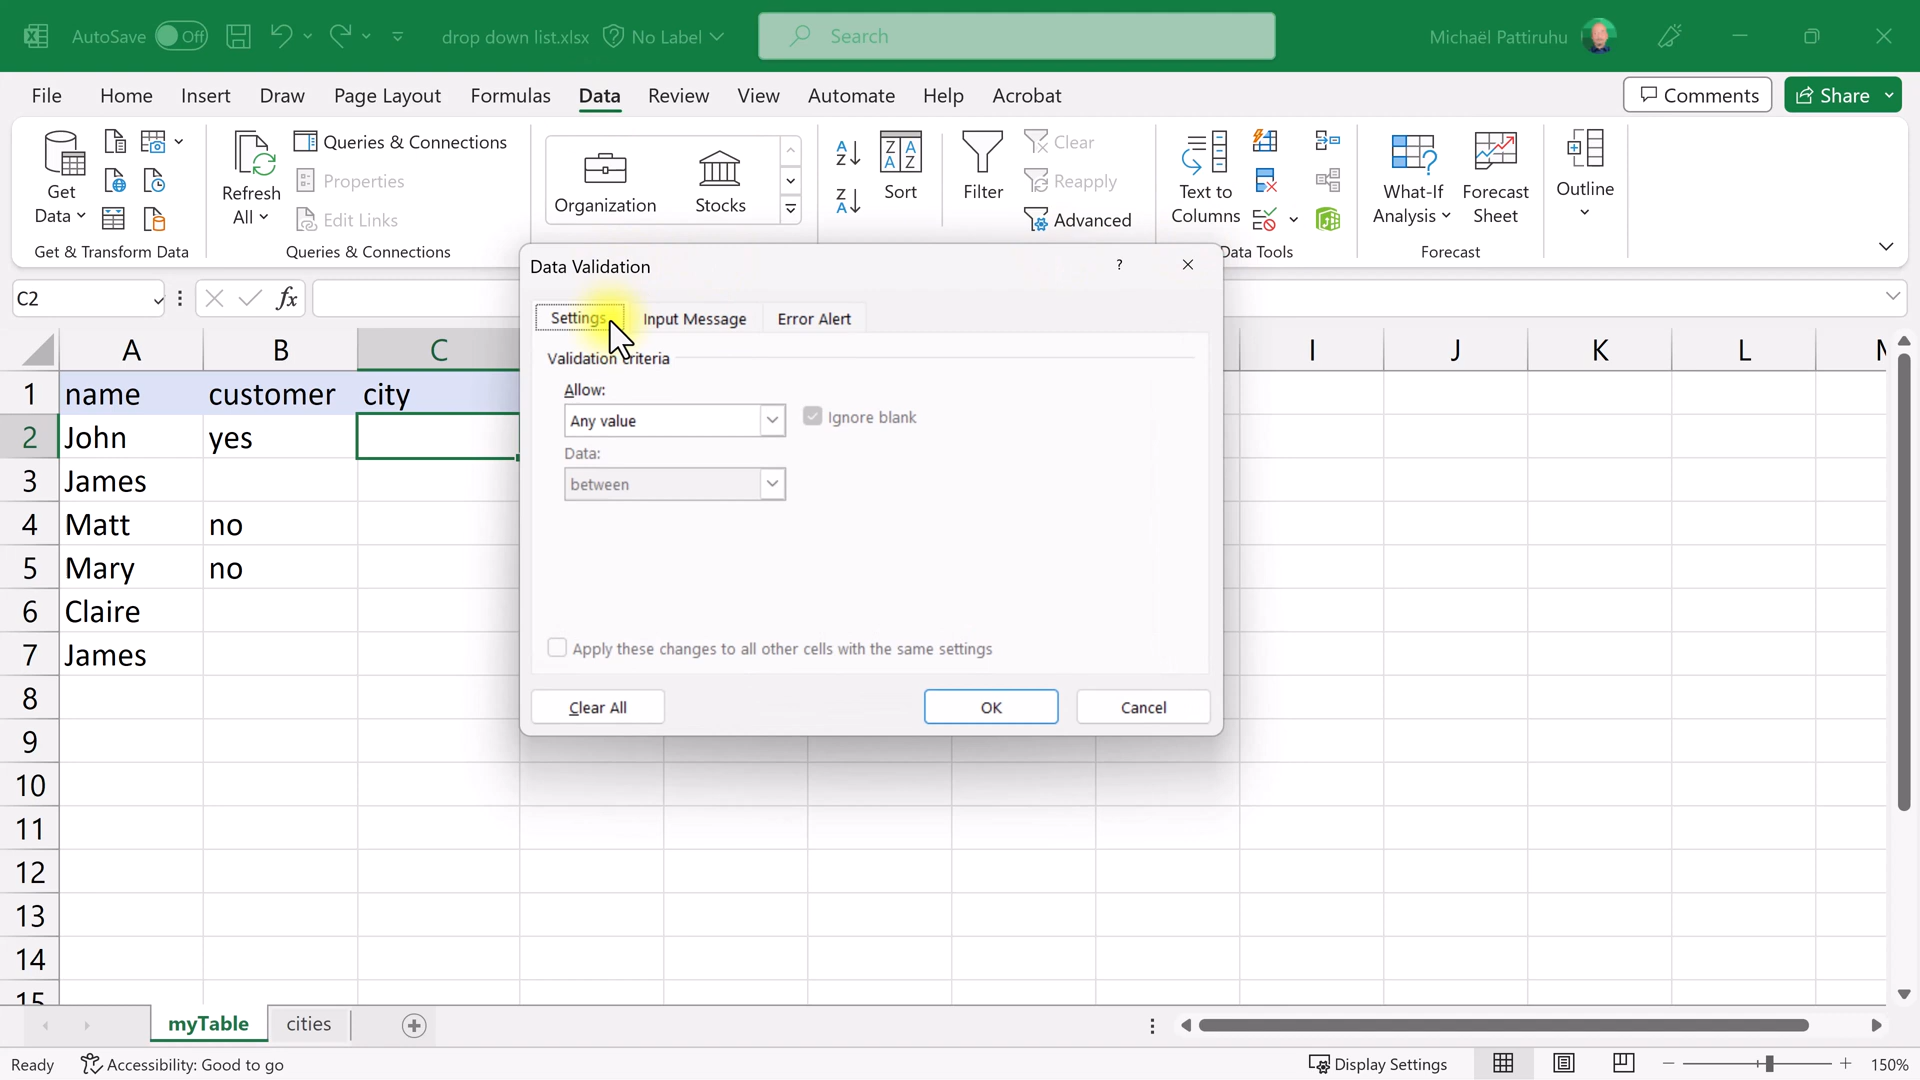 AutoSave Off drop down list.xlsx No Label Search Michaël Pattiruhu
File Home Insert Draw Page Layout Formulas Data Review View Automate Help Acrobat Comments Share
Get Data
Refresh All
Queries & Connections
Properties
Edit Links
Organization Stocks
Sort
Filter
Clear
Reapply
Advanced
Text to Columns
What-If Analysis
Forecast Sheet
Outline
Get & Transform Data Queries & Connections Data Tools Forecast
C2 fx
Data Validation ?
Settings Input Message Error Alert
Validation criteria
Allow:
Any value Ignore blank
Data:
between
Apply these changes to all other cells with the same settings
Clear All OK Cancel
A B C I J K L
1 name customer city
2 John yes
3 James
4 Matt no
5 Mary no
6 Claire
7 James
8
9
10
11
12
13
14
15
myTable cities
Ready Accessibility: Good to go Display Settings 150%